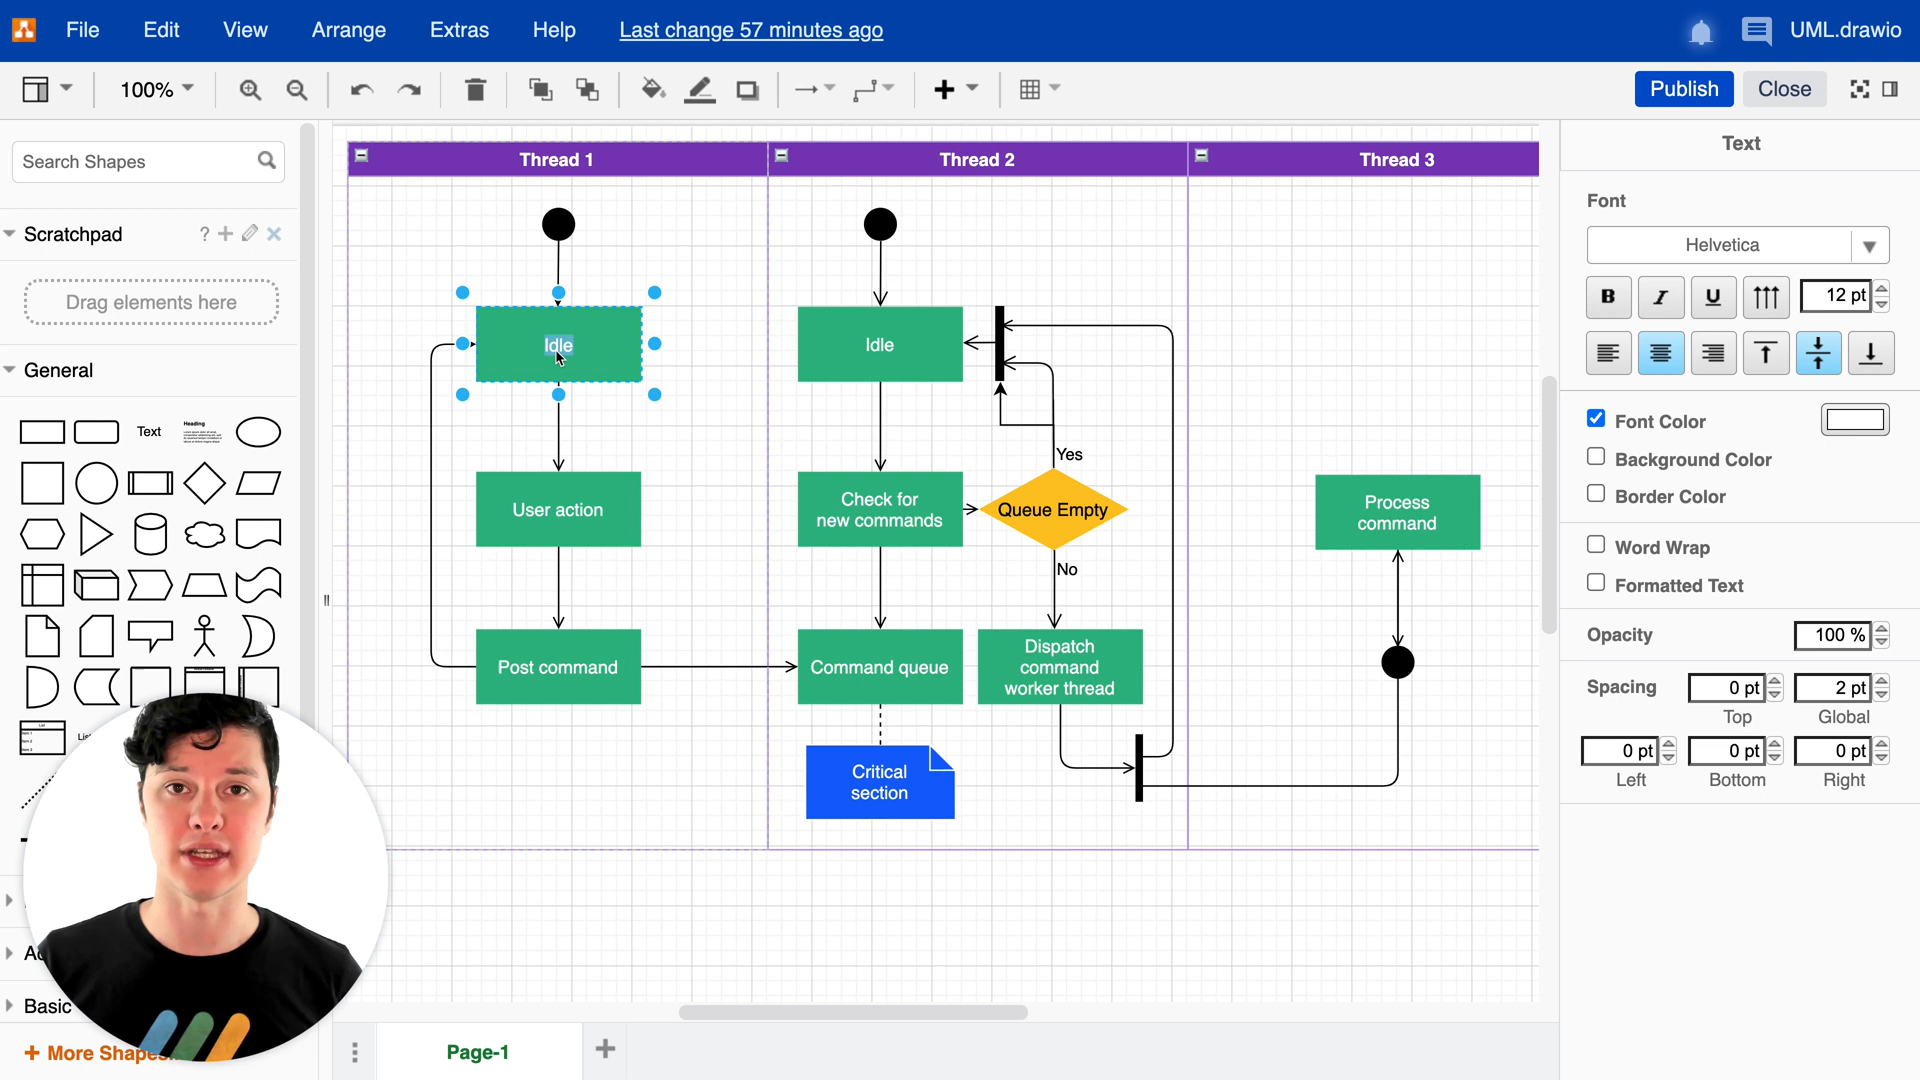 File Edit View Arrange Extras Help Last change 57 minutes ago UML.drawio
100% Publish Close
Search Shapes
Scratchpad ?
Drag elements here
General
Text
Heading
List
More Shapes
Basic
Thread 1 Thread 2 Thread 3
Idle
Idle
Yes
User action
Check for
new commands
Queue Empty
Process
command
No
Post command
Command queue
Dispatch
command
worker thread
Critical
section
Page-1
Text
Font
Helvetica
B I U 12 pt
Font Color
Background Color
Border Color
Word Wrap
Formatted Text
Opacity 100 %
Spacing 0 pt 2 pt
Top Global
0 pt 0 pt 0 pt
Left Bottom Right